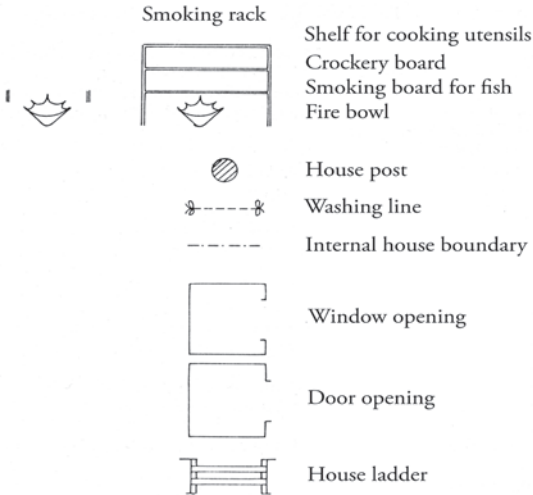 Smoking rack
Shelf for cooking utensils
Crockery board
Smoking board for fish
Fire bowl
House post
Washing line
Internal house boundary
Window opening
Door opening
House ladder